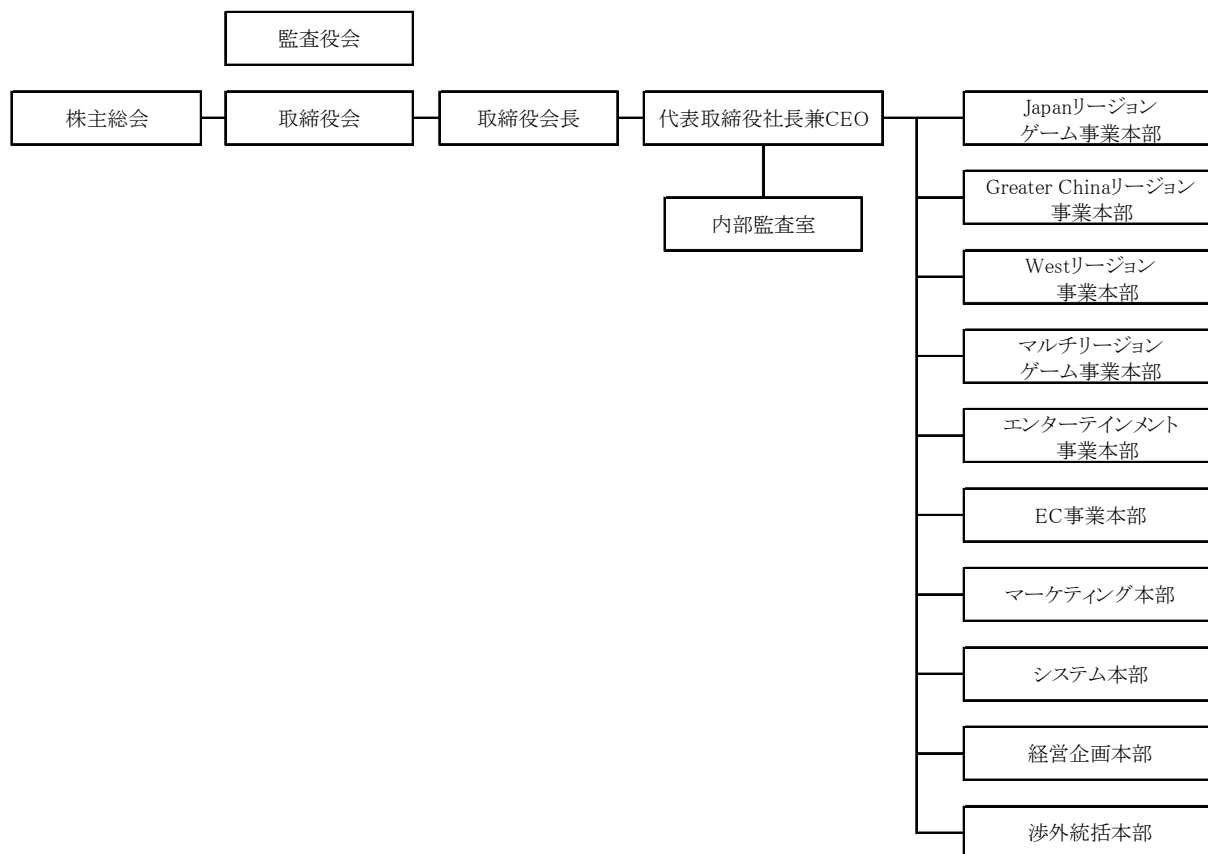 監査役会
株主総会
取締役会
取締役会長
代表取締役社長兼CEO
内部監査室
Japanリージョン
ゲーム事業本部
Greater Chinaリージョン
事業本部
Westリージョン
事業本部
マルチリージョン
ゲーム事業本部
エンターテインメント
事業本部
EC事業本部
マーケティング本部
システム本部
経営企画本部
渉外統括本部